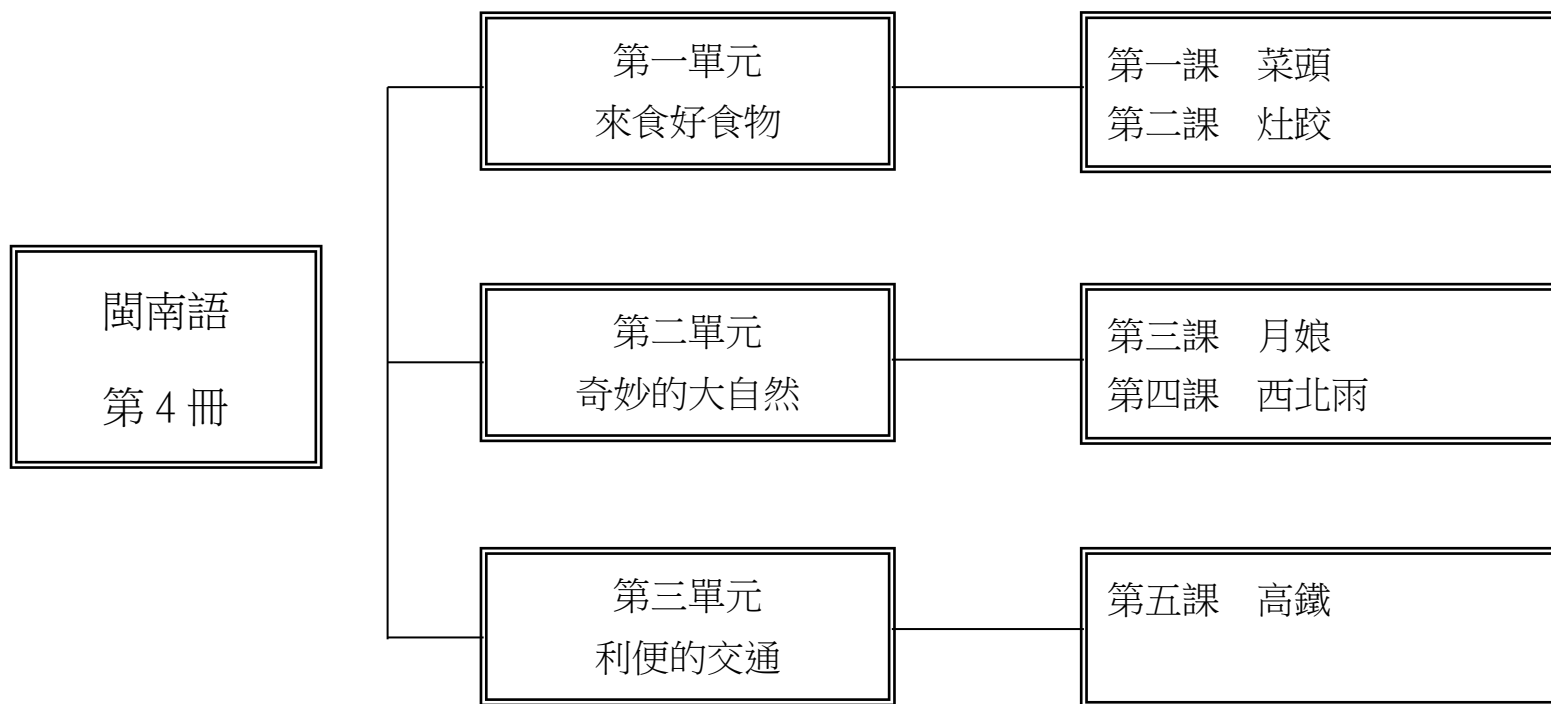 閩南語
第4冊
第一單元
來食好食物
第一課 菜頭
第二課 灶跤
第二單元
奇妙的大自然
第三課 月娘
第四課 西北雨
第三單元
利便的交通
第五課 高鐵